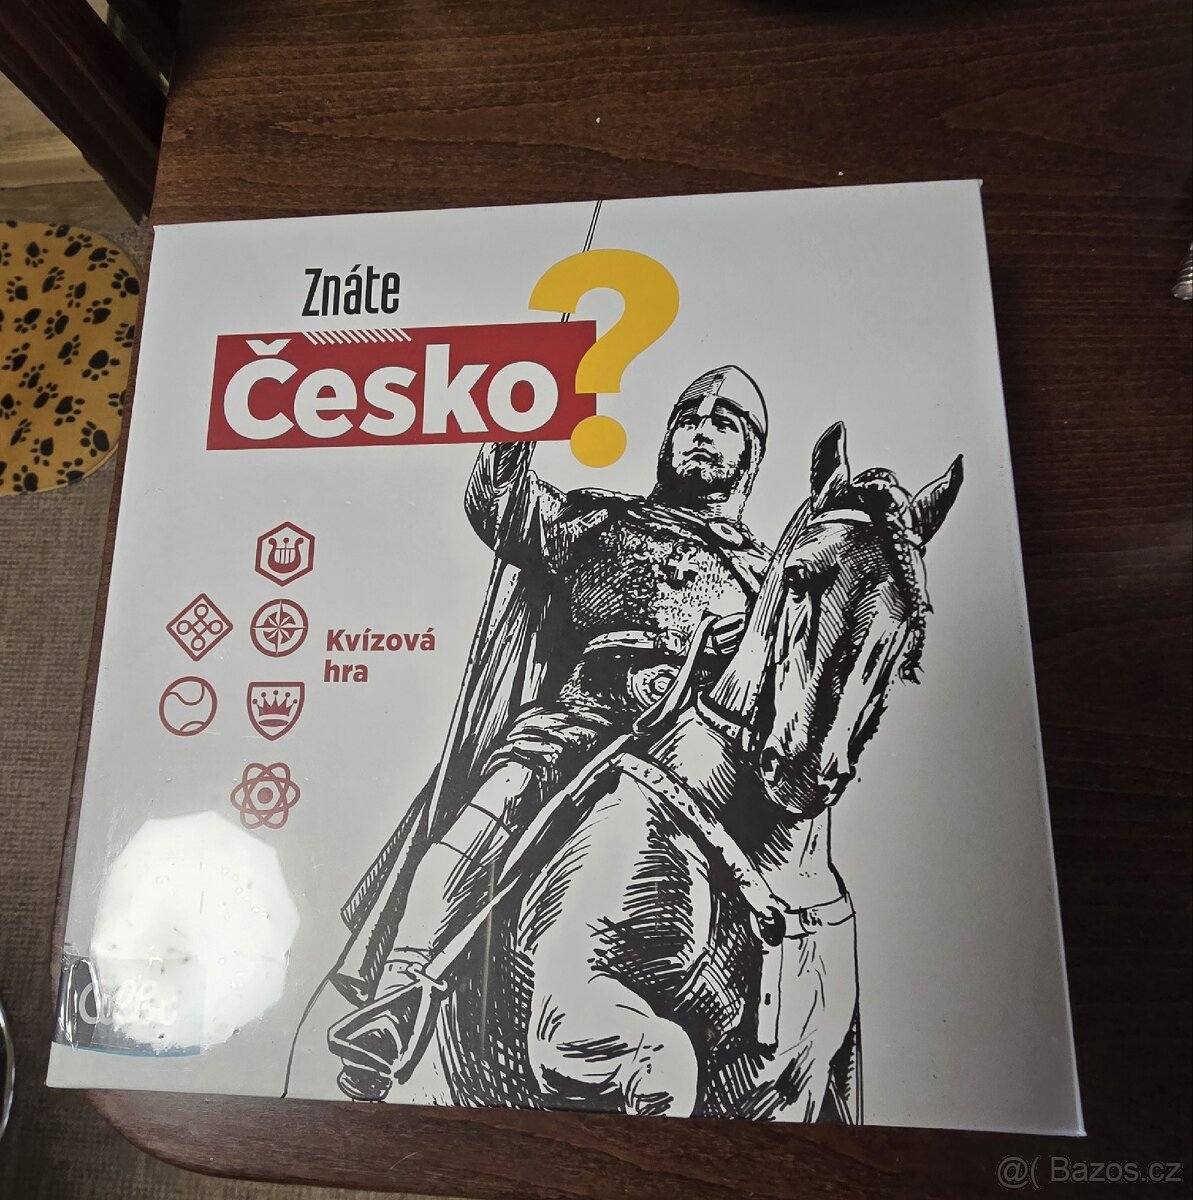 Znáte
Česko?
Kvízová
hra
@( Bazos.cz